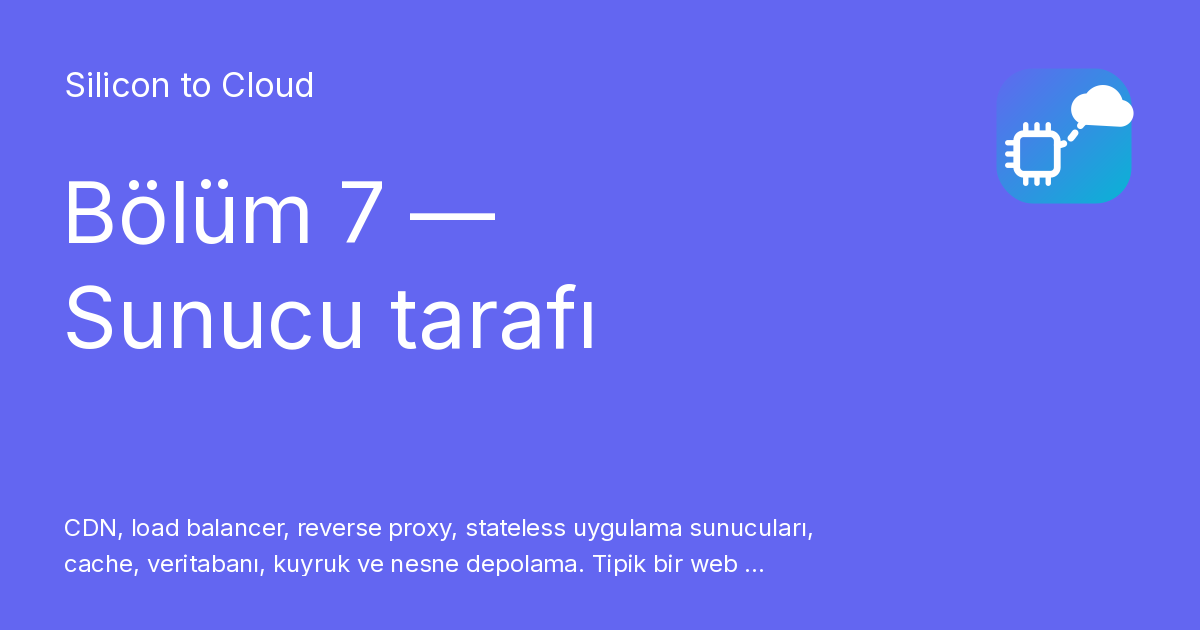 Silicon to Cloud
Bölüm 7 —
Sunucu tarafı
CDN, load balancer, reverse proxy, stateless uygulama sunucuları,
cache, veritabanı, kuyruk ve nesne depolama. Tipik bir web ...